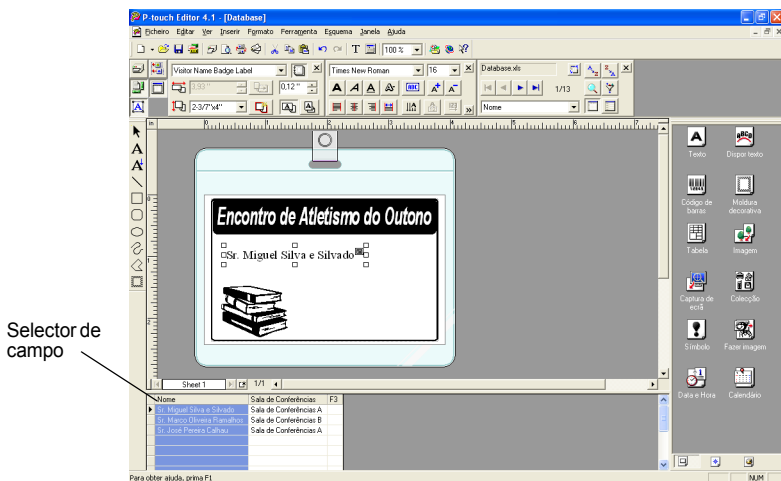 P-touch Editor 4.1 - [Database]
Ficheiro Editar Ver Inserir Formato Ferramenta Esquema Janela Ajuda
100 %
Visitor Name Badge Label
Times New Roman
16
Database.xls
3.93 "
0,12 "
1/13
2-3/7"x4"
Nome
Encontro de Atletismo do Outono
Sr. Miguel Silva e Silvado
Texto
Dispor texto
Código de barras
Moldura decorativa
Tabela
Imagem
Captura de ecrã
Colecção
Símbolo
Fazer imagem
Data e Hora
Calendário
Selector de
campo
Sheet 1
1/1
Nome Sala de Conferências F3
Sr. Miguel Silva e Silvado Sala de Conferências A
Sr. Marco Oliveira Ramalhos Sala de Conferências B
Sr. José Pereira Calhau Sala de Conferências A
Para obter ajuda, prima F1
NUM